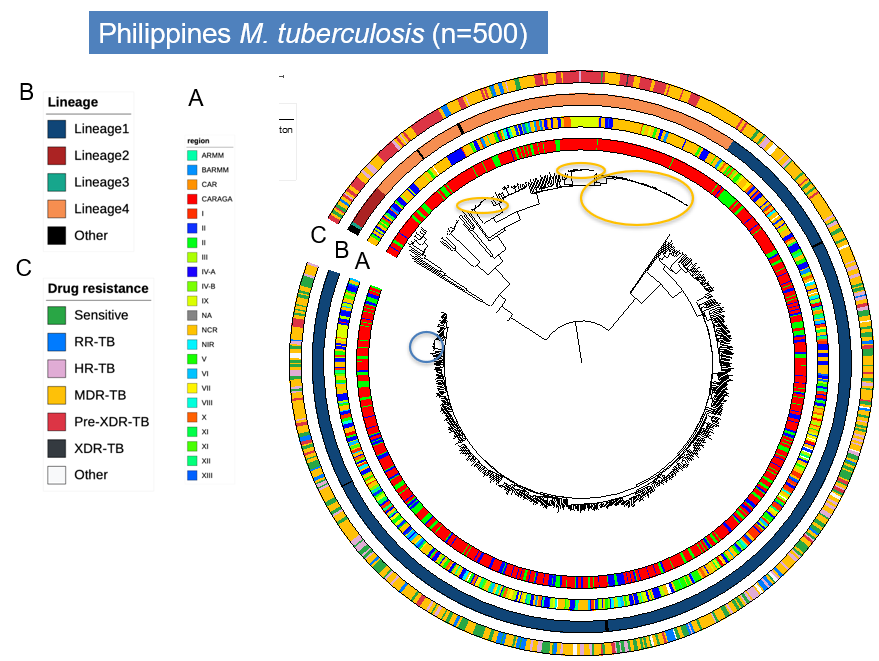 Philippines M. tuberculosis (n=500)
B
Lineage
Lineage1
Lineage2
Lineage3
Lineage4
Other
C
Drug resistance
Sensitive
RR-TB
HR-TB
MDR-TB
Pre-XDR-TB
XDR-TB
Other
A
region
ARMM
BARMM
CAR
CARAGA
I
II
II
III
IV-A
IV-B
IX
NA
NCR
NIR
V
VI
VII
VIII
X
XI
XI
XII
XIII
ton
C
B
A